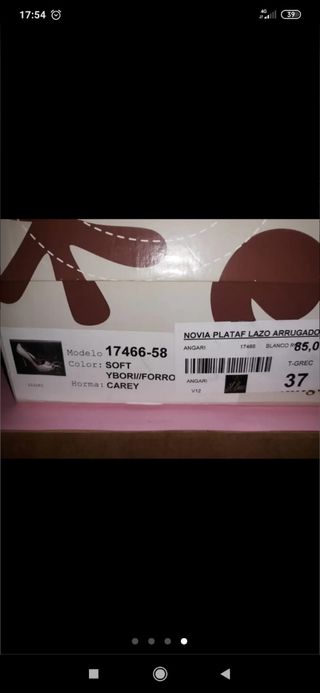 17:54
4G
39
Modelo 17466-58
Color: SOFT
YBORI//FORRO
Horma: CAREY
NOVIA PLATAF LAZO ARRUGADO
ANGARI 17466 BLANCO R 85,0
T-GREC
ANGARI 37
V12